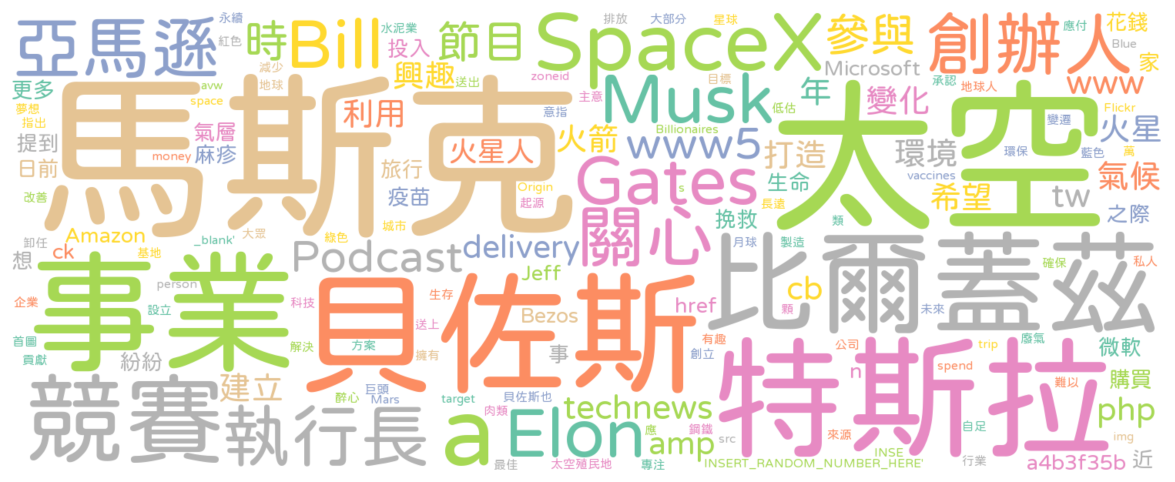 亞馬遜
永續
紅色
時
Bill
水泥業
投入
節目
排放
大部分
星球
SpaceX
參與
Microsoft
創辦人
應付
Blue
花錢
家
承認
地球人
www
更多
減少
地球
興趣
送出
zoneid
目標
avw
夢想
space
指出
提到
氣層
利用
主意
意指
Musk
低估
年
變化
Flickr
變遷
火星
日前
麻疹
money
馬斯克
火星人
火箭
Billionaires
www5
打造
環境
環保
藍色
萬
太空
旅行
疫苗
Origin
起源
Gates
s
生命
vaccines
希望
氣候
tw
改善
大眾
綠色
城市
長遠
類
挽救
之際
卸任
Amazon
基地
_blank'
關心
想
ck
Podcast
delivery
月球
製造
確保
私人
person
Jeff
比爾蓋茲
企業
事業
設立
科技
生存
Bezos
href
cb
顆
未來
首圖
貢獻
紛紛
解決
方案
送上
貝佐斯
擁有
事
有趣
創立
公司
trip
廢氣
微軟
競賽
建立
巨頭
Mars
醉心
target
貝佐斯也
肉類
n
spend
難以
購買
特斯拉
執行長
a
Elon
technews
應
鋼鐵
amp
src
來源
自足
php
img
最佳
太空殖民地
專注
INSERT_RANDOM_NUMBER_HERE'
INSE
行業
a4b3f35b
近